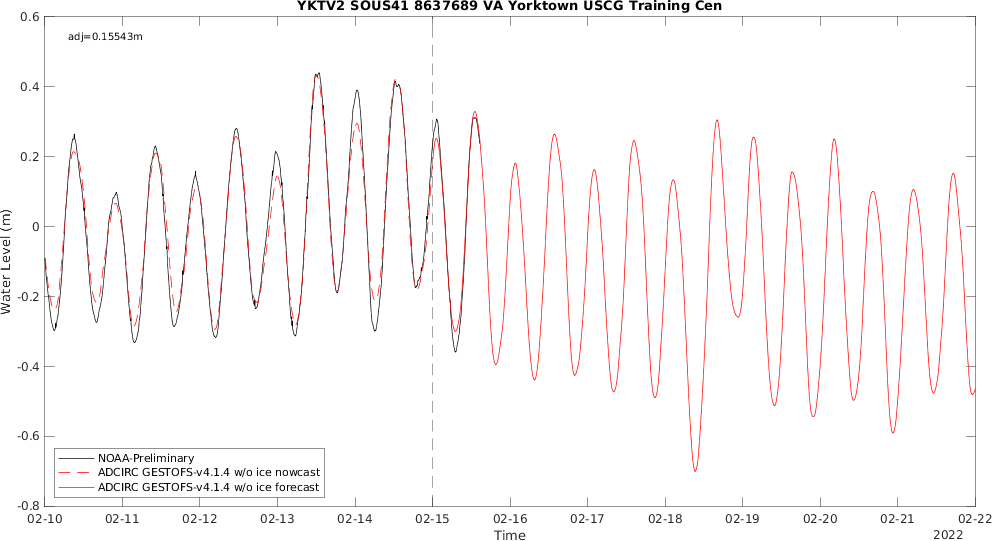 YKTV2 SOUS41 8637689 VA Yorktown USCG Training Cen
adj=0.15543m
0.6
0.4
0.2
0
-0.2
-0.4
-0.6
-0.8
Water Level (m)
NOAA-Preliminary
ADCIRC GESTOFS-v4.1.4 w/o ice nowcast
ADCIRC GESTOFS-v4.1.4 w/o ice forecast
02-10 02-11 02-12 02-13 02-14 02-15 02-16 02-17 02-18 02-19 02-20 02-21 02-22
Time
2022